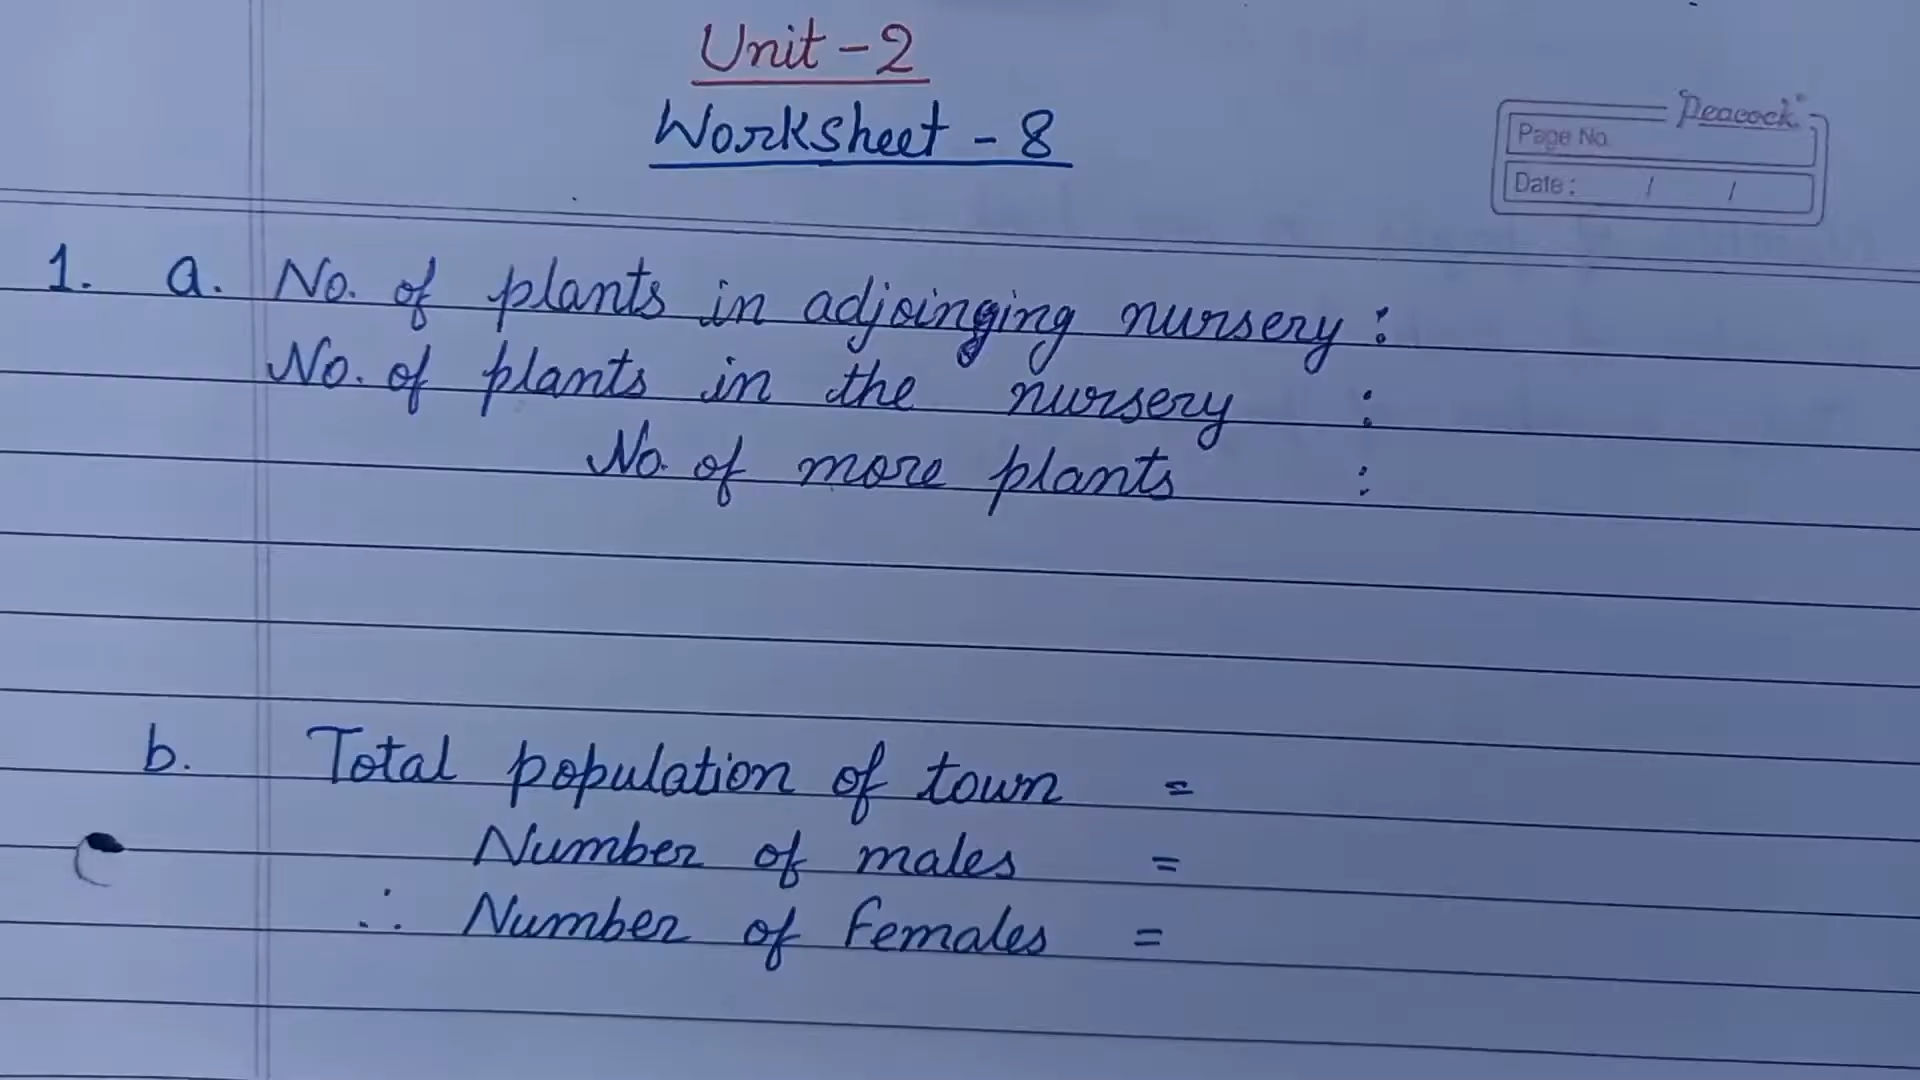 Unit - 2
Worksheet - 8
Peacock
Page No.
Date: / /
1. a. No. of plants in adjoinging nursery :
No. of plants in the nursery :
No. of more plants :
b. Total population of town =
Number of males =
∴ Number of females =